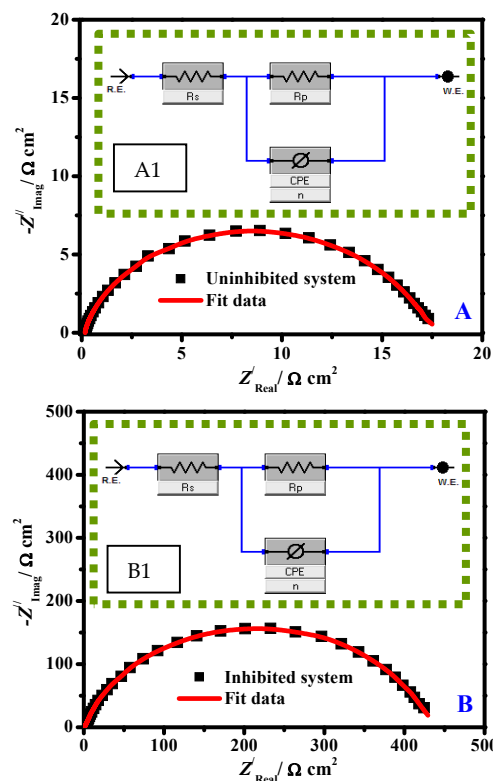 20
15
10
5
0
-Z//Imag/ Ω cm2
R.E.
Rs
Rp
W.E.
CPE
n
A1
Uninhibited system
Fit data
A
0 5 10 15 20
Z/Real/ Ω cm2
500
400
300
200
100
0
-Z//Imag/ Ω cm2
R.E.
Rs
Rp
W.E.
CPE
n
B1
Inhibited system
Fit data
B
0 100 200 300 400 500
Z/Real/ Ω cm2